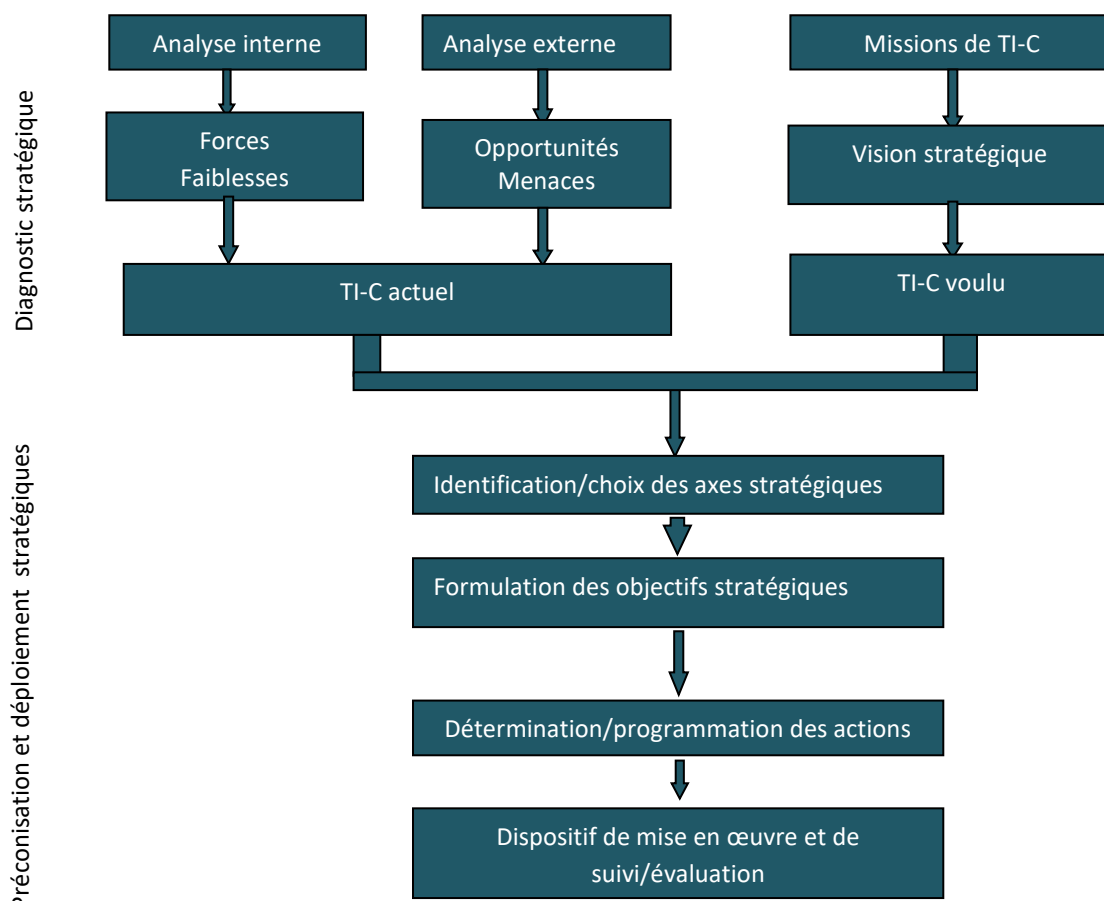 Diagnostic stratégique
Analyse interne
Analyse externe
Missions de TI-C
Forces
Faiblesses
Opportunités
Menaces
Vision stratégique
TI-C actuel
TI-C voulu
Préconisation et déploiement stratégiques
Identification/choix des axes stratégiques
Formulation des objectifs stratégiques
Détermination/programmation des actions
Dispositif de mise en œuvre et de
suivi/évaluation